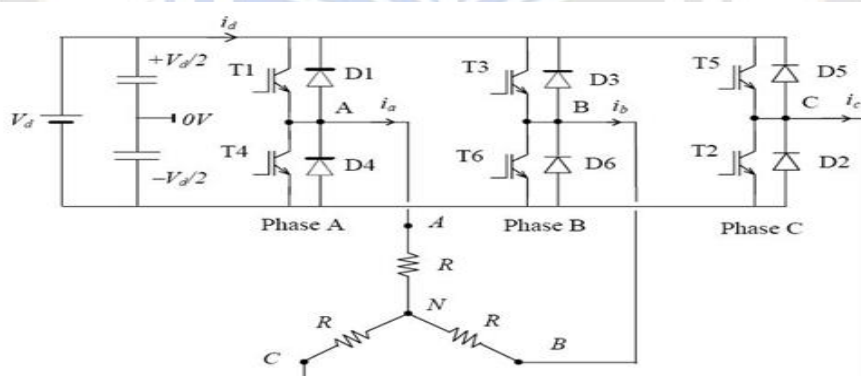 i_d
+V_d/2
T1
D1
T3
D3
T5
D5
A
i_a
B
i_b
C
i_c
V_d
0V
T4
D4
T6
D6
T2
D2
−V_d/2
Phase A
A
Phase B
Phase C
R
N
R
R
B
C